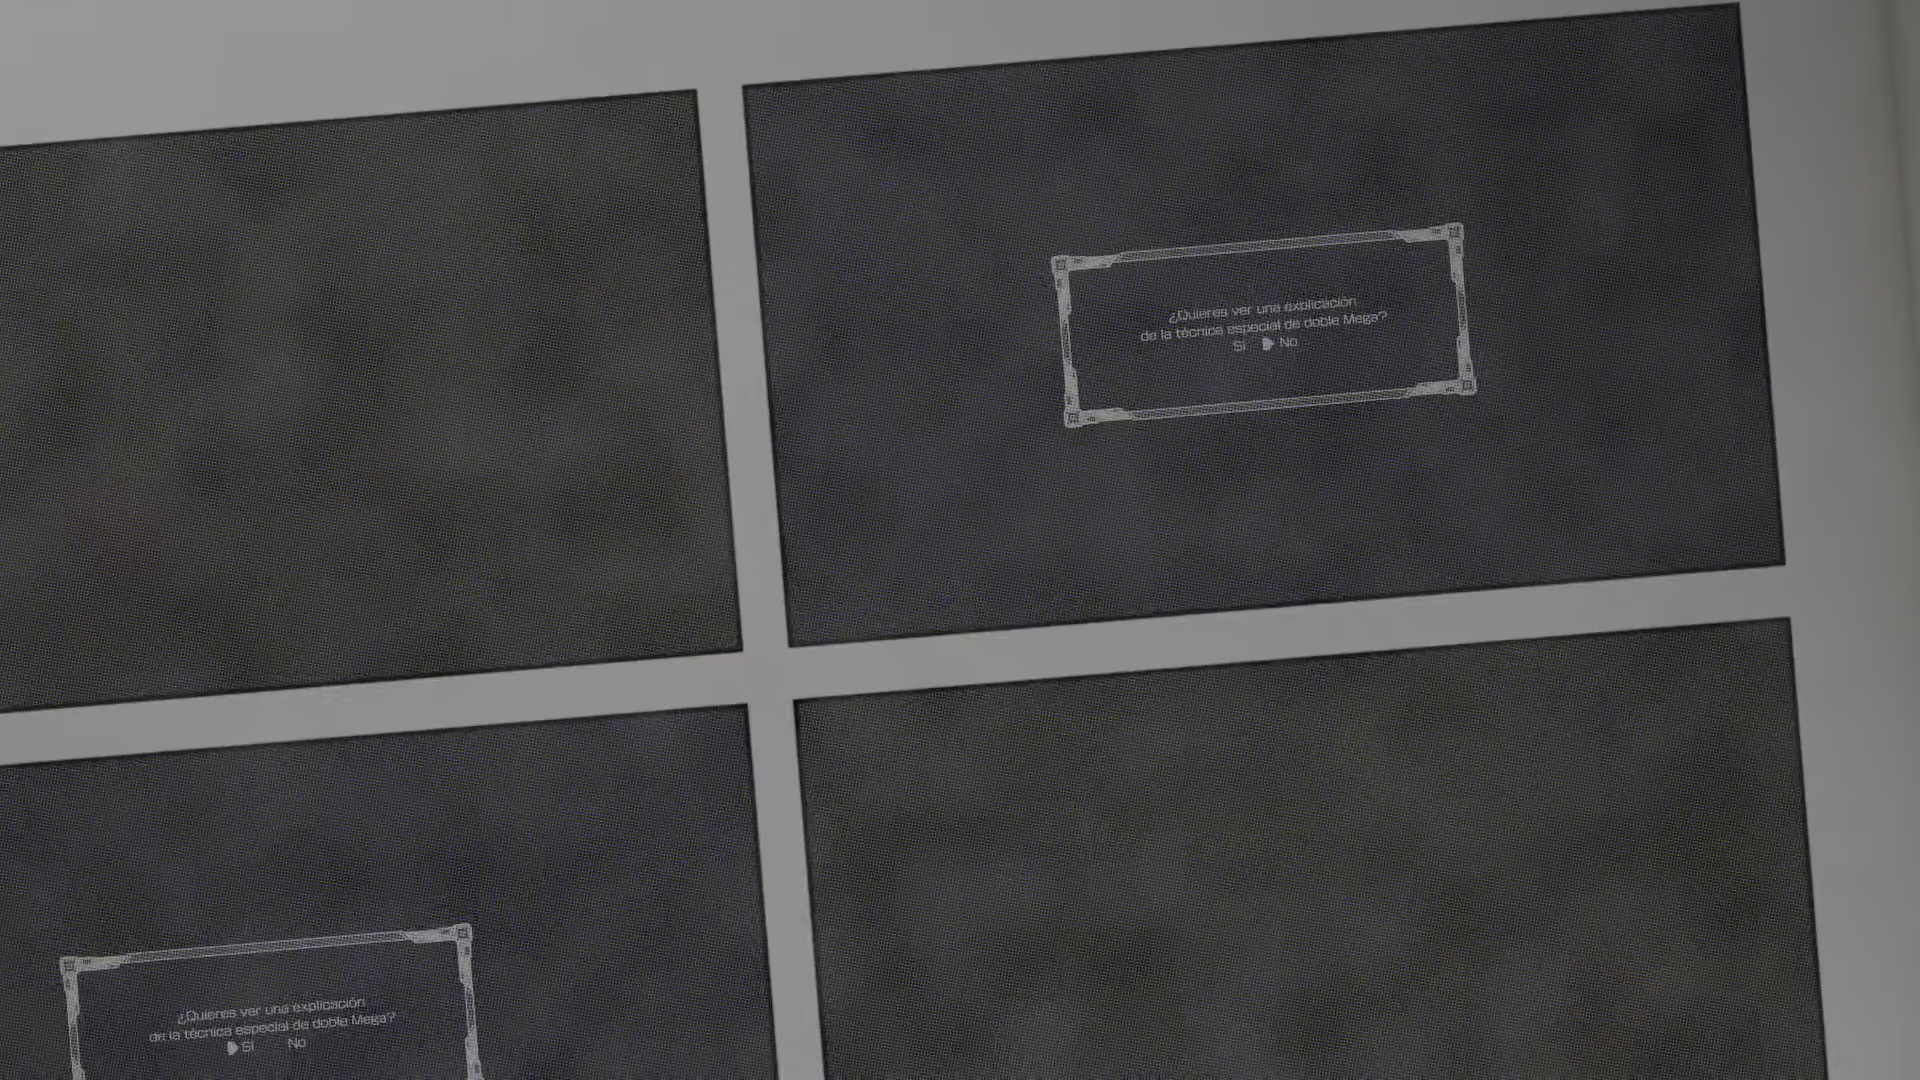 ¿Quieres ver una explicación
de la técnica especial de doble Mega?
Sí No
¿Quieres ver una explicación
de la técnica especial de doble Mega?
Sí No